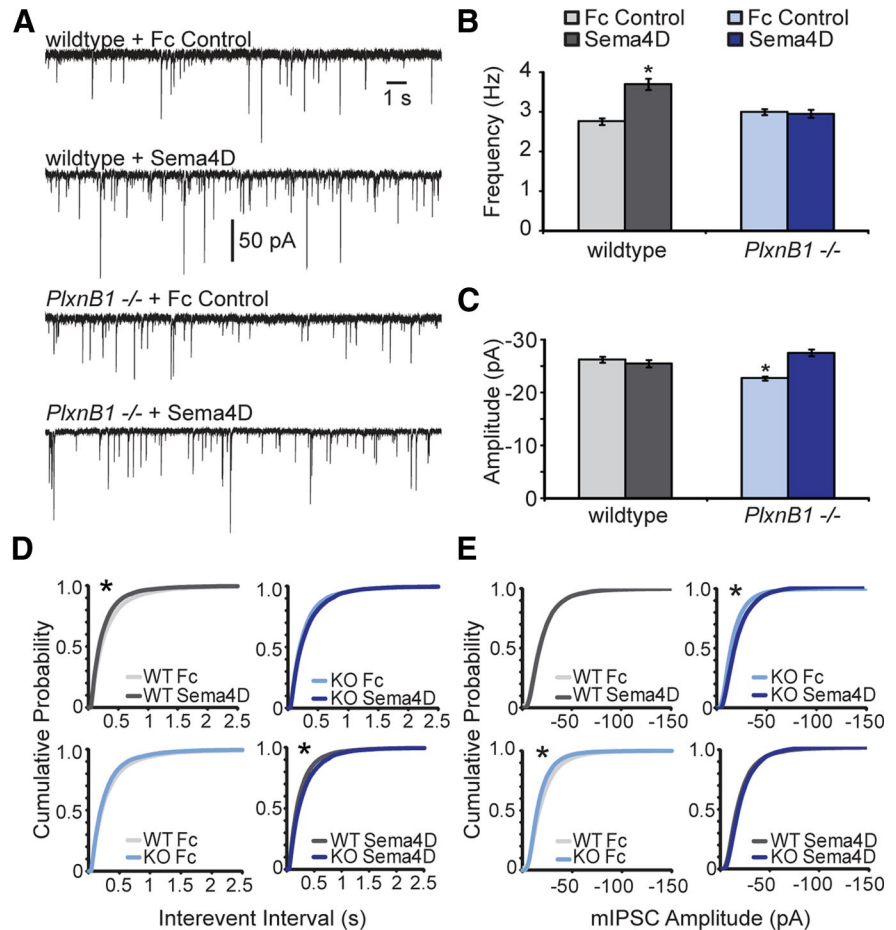 A
wildtype + Fc Control
1 s
wildtype + Sema4D
50 pA
PlxnB1 -/- + Fc Control
PlxnB1 -/- + Sema4D
B
Fc Control
Sema4D
Fc Control
Sema4D
Frequency (Hz)
4
3
2
1
0
*
wildtype
PlxnB1 -/-
C
Amplitude (pA)
-30
-20
-10
0
*
wildtype
PlxnB1 -/-
D
Cumulative Probability
1.0
0.5
0
*
WT Fc
WT Sema4D
0.5 1 1.5 2 2.5
1.0
0.5
0
KO Fc
KO Sema4D
0.5 1 1.5 2 2.5
1.0
0.5
0
WT Fc
KO Fc
0.5 1 1.5 2 2.5
1.0
0.5
0
*
WT Sema4D
KO Sema4D
0.5 1 1.5 2 2.5
Interevent Interval (s)
E
Cumulative Probability
1.0
0.5
0
WT Fc
WT Sema4D
-50 -100 -150
1.0
0.5
0
*
KO Fc
KO Sema4D
-50 -100 -150
1.0
0.5
0
*
WT Fc
KO Fc
-50 -100 -150
1.0
0.5
0
WT Sema4D
KO Sema4D
-50 -100 -150
mIPSC Amplitude (pA)